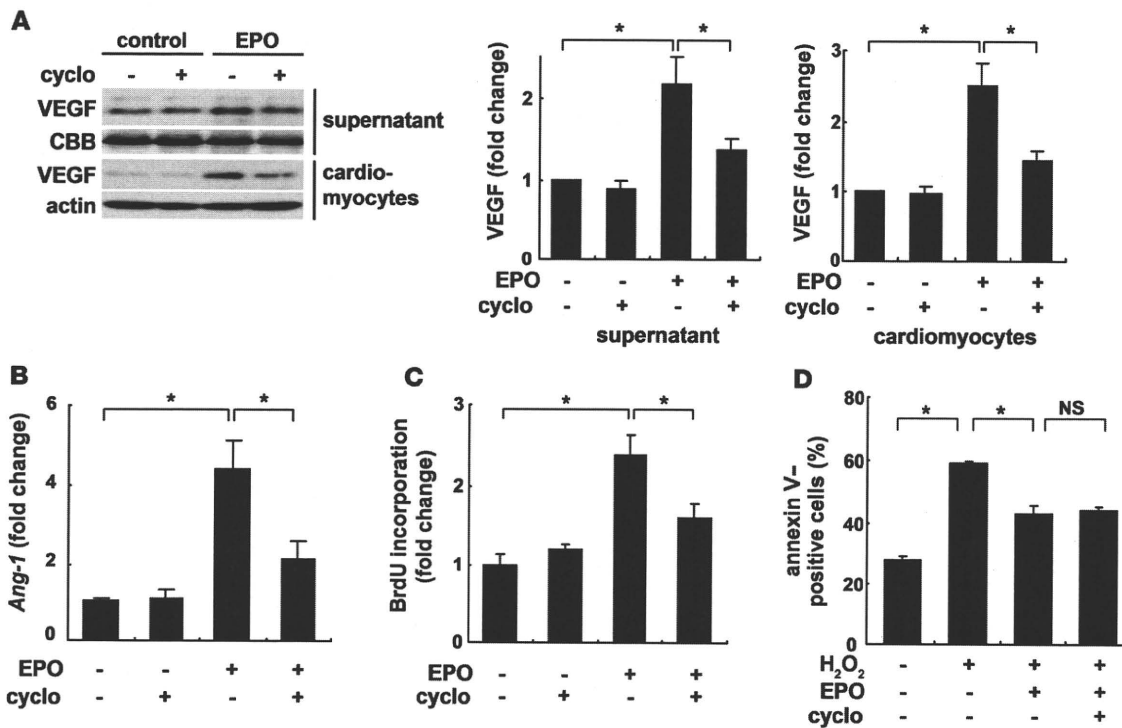 A
control EPO
cyclo - + - +
VEGF
CBB
supernatant
VEGF
actin
cardio-
myocytes
VEGF (fold change)
2
1
0
* *
EPO - - + +
cyclo - + - +
supernatant
VEGF (fold change)
3
2
1
0
* *
EPO - - + +
cyclo - + - +
cardiomyocytes
B
Ang-1 (fold change)
6
4
2
0
* *
EPO - - + +
cyclo - + - +
C
BrdU incorporation
(fold change)
3
2
1
0
* *
EPO - - + +
cyclo - + - +
D
annexin V–
positive cells (%)
80
60
40
20
0
* * NS
H₂O₂ - + + +
EPO - - + +
cyclo - - - +